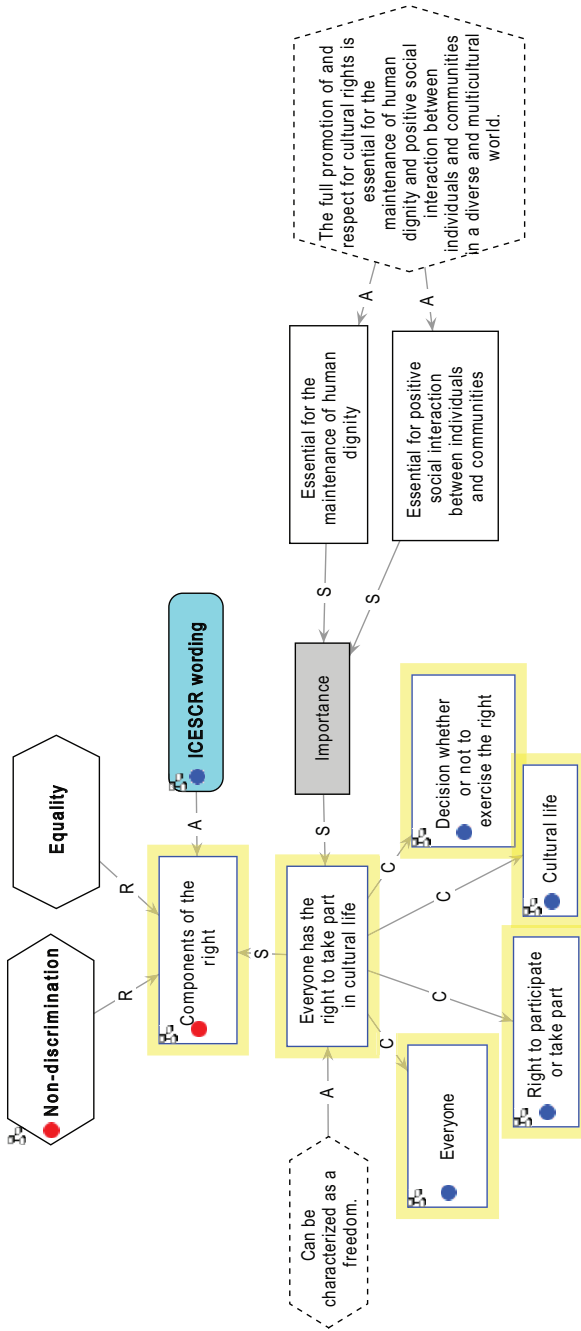 Non-discrimination
Equality
R
R
Components of the
right
A
ICESCR wording
S
Can be
characterized as a
freedom.
A
Everyone has the
right to take part
in cultural life
S
Importance
S
S
Essential for the
maintenance of human
dignity
Essential for positive
social interaction
between individuals
and communities
A
A
The full promotion of and
respect for cultural rights is
essential for the
maintenance of human
dignity and positive social
interaction between
individuals and communities
in a diverse and multicultural
world.
C
C
C
C
Everyone
Right to participate
or take part
Cultural life
Decision whether
or not to
exercise the right